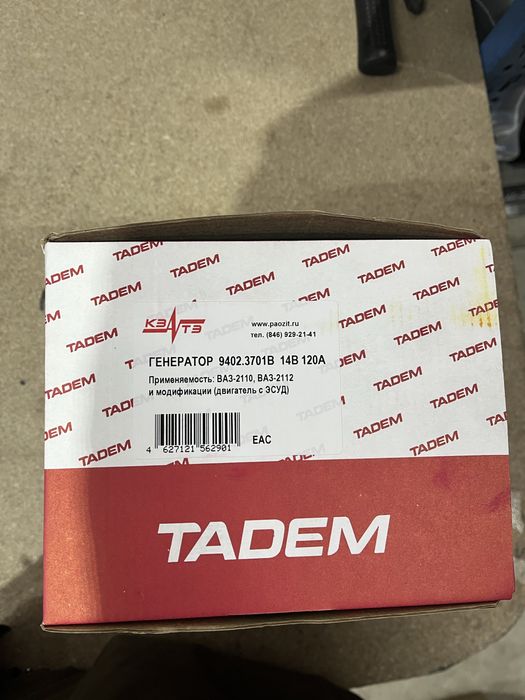 TADEM
КЭТЭ
www.paozit.ru
тел. (846) 929-21-41
ГЕНЕРАТОР 9402.3701В 14В 120А
Применяемость: ВАЗ-2110, ВАЗ-2112
и модификации (двигатель с ЭСУД)
4 627121 562901
EAC
TADEM